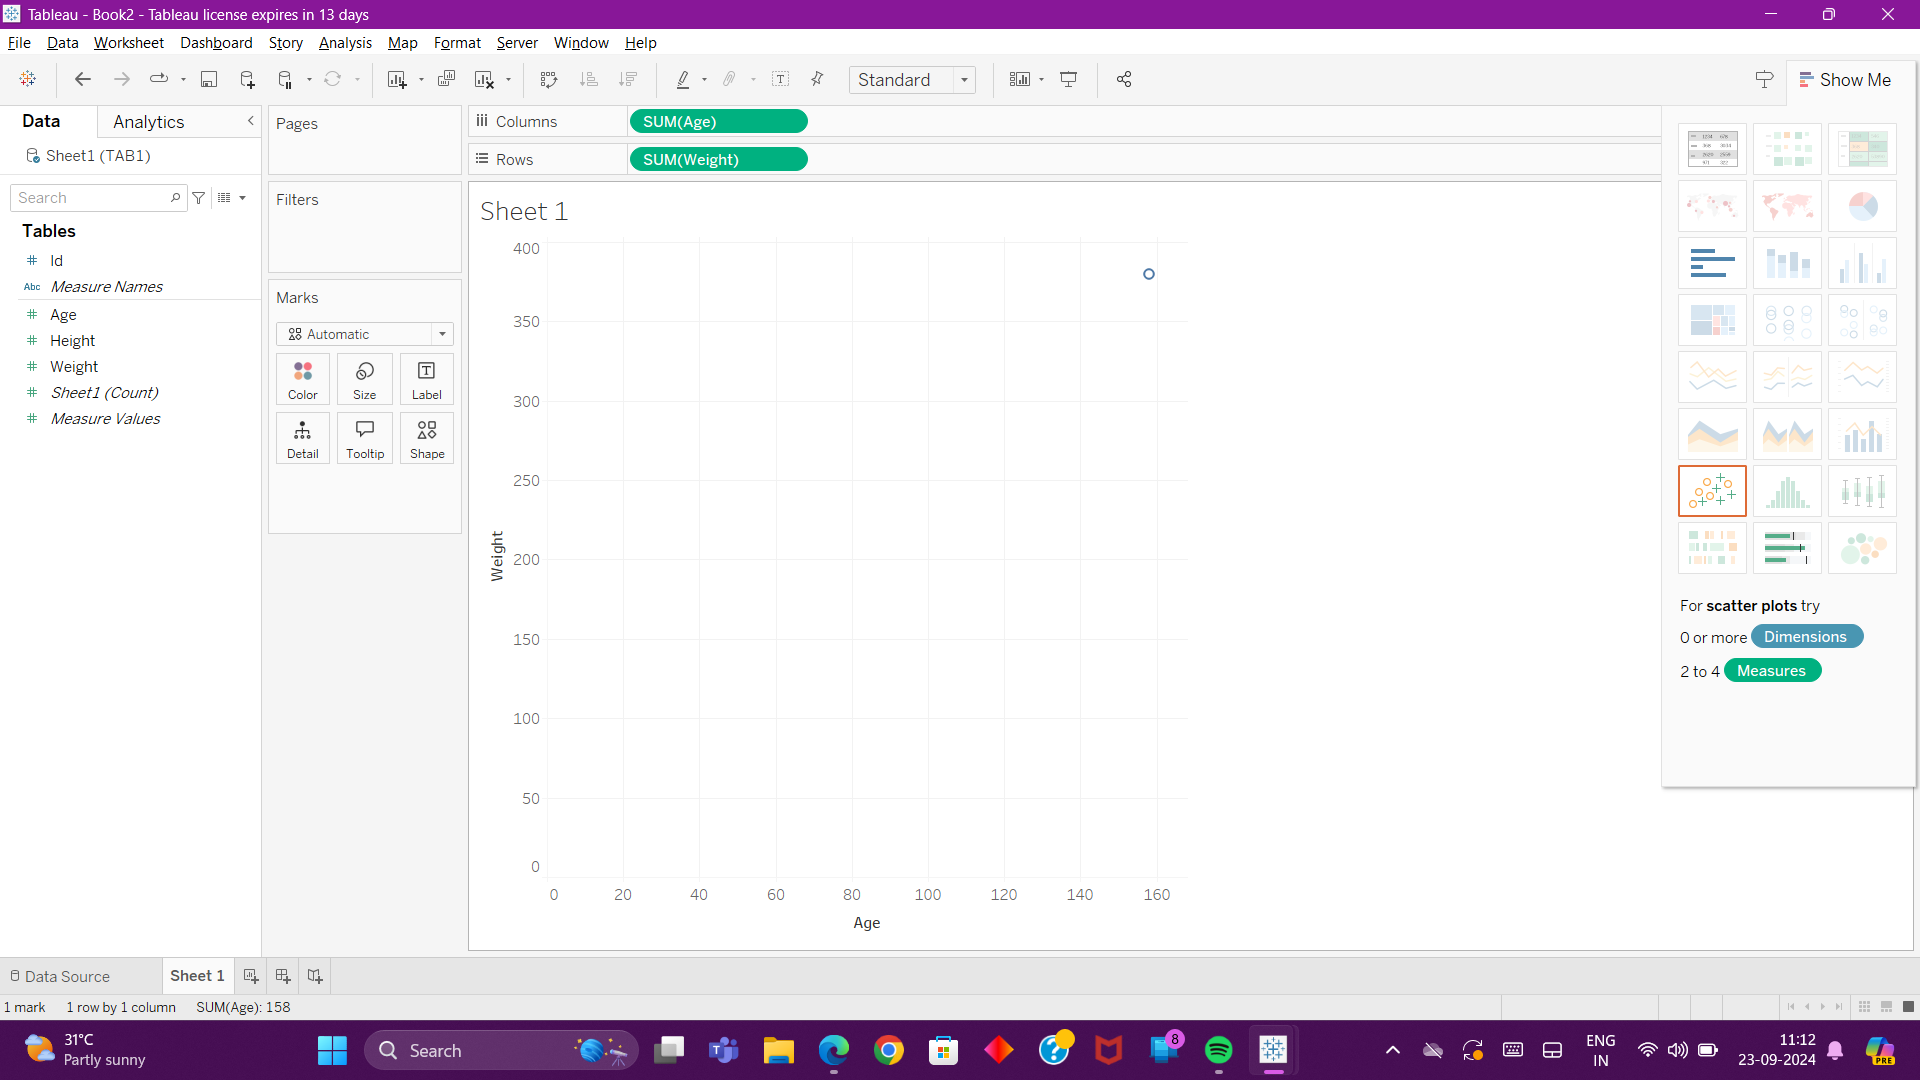 Tableau - Book2 - Tableau license expires in 13 days
File Data Worksheet Dashboard Story Analysis Map Format Server Window Help
Standard
Show Me
Data
Analytics
Sheet1 (TAB1)
Search
Tables
Id
Abc Measure Names
Age
Height
Weight
Sheet1 (Count)
Measure Values
Pages
Filters
Marks
Automatic
Color
Size
Label
Detail
Tooltip
Shape
Columns
SUM(Age)
Rows
SUM(Weight)
Sheet 1
400
350
300
250
200
150
100
50
0
Weight
0 20 40 60 80 100 120 140 160
Age
For scatter plots try
0 or more Dimensions
2 to 4 Measures
Data Source
Sheet 1
1 mark 1 row by 1 column SUM(Age): 158
31°C
Partly sunny
Search
8
ENG
IN
11:12
23-09-2024
PRE